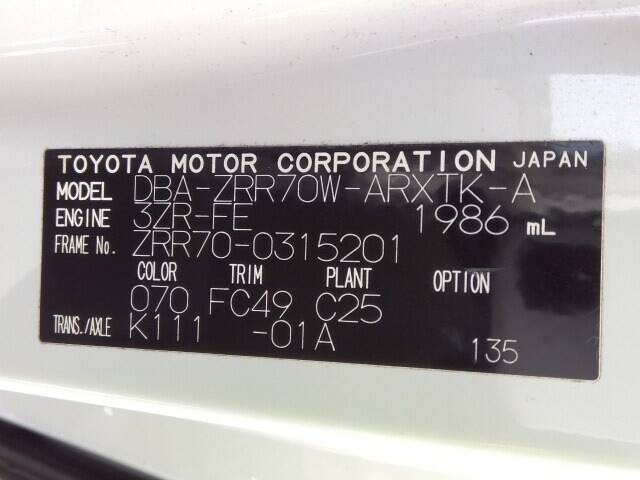 TOYOTA MOTOR CORPORATION JAPAN
MODEL DBA-ZRR70W-ARXTK-A
ENGINE 3ZR-FE 1986 mL
FRAME No. ZRR70-0315201
COLOR TRIM PLANT OPTION
070 FC49 C25
TRANS./AXLE K111 -01A 135